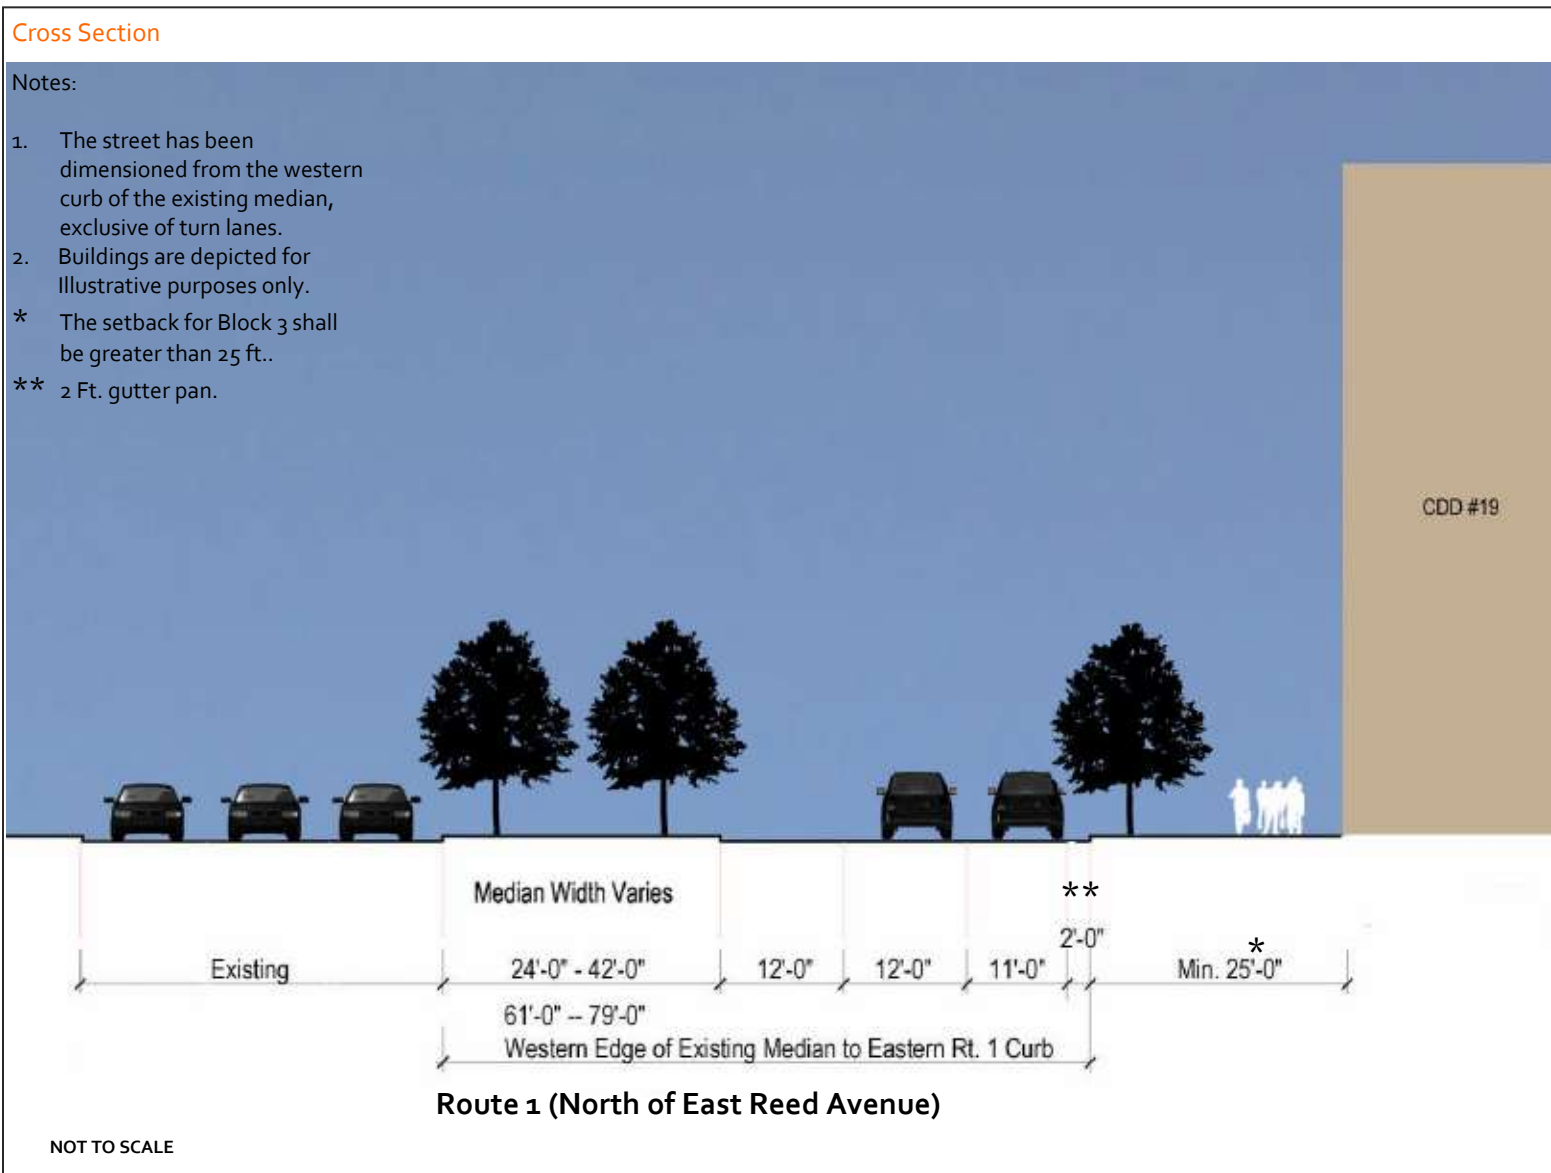 Cross Section
Notes:
1. The street has been
dimensioned from the western
curb of the existing median,
exclusive of turn lanes.
2. Buildings are depicted for
Illustrative purposes only.
* The setback for Block 3 shall
be greater than 25 ft..
** 2 Ft. gutter pan.
CDD #19
Median Width Varies
**
2'-0"
*
Existing 24'-0" - 42'-0" 12'-0" 12'-0" 11'-0" Min. 25'-0"
61'-0" -- 79'-0"
Western Edge of Existing Median to Eastern Rt. 1 Curb
Route 1 (North of East Reed Avenue)
NOT TO SCALE